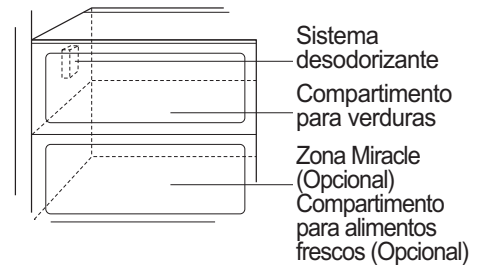 Sistema
desodorizante
Compartimento
para verduras
Zona Miracle
(Opcional)
Compartimento
para alimentos
frescos (Opcional)